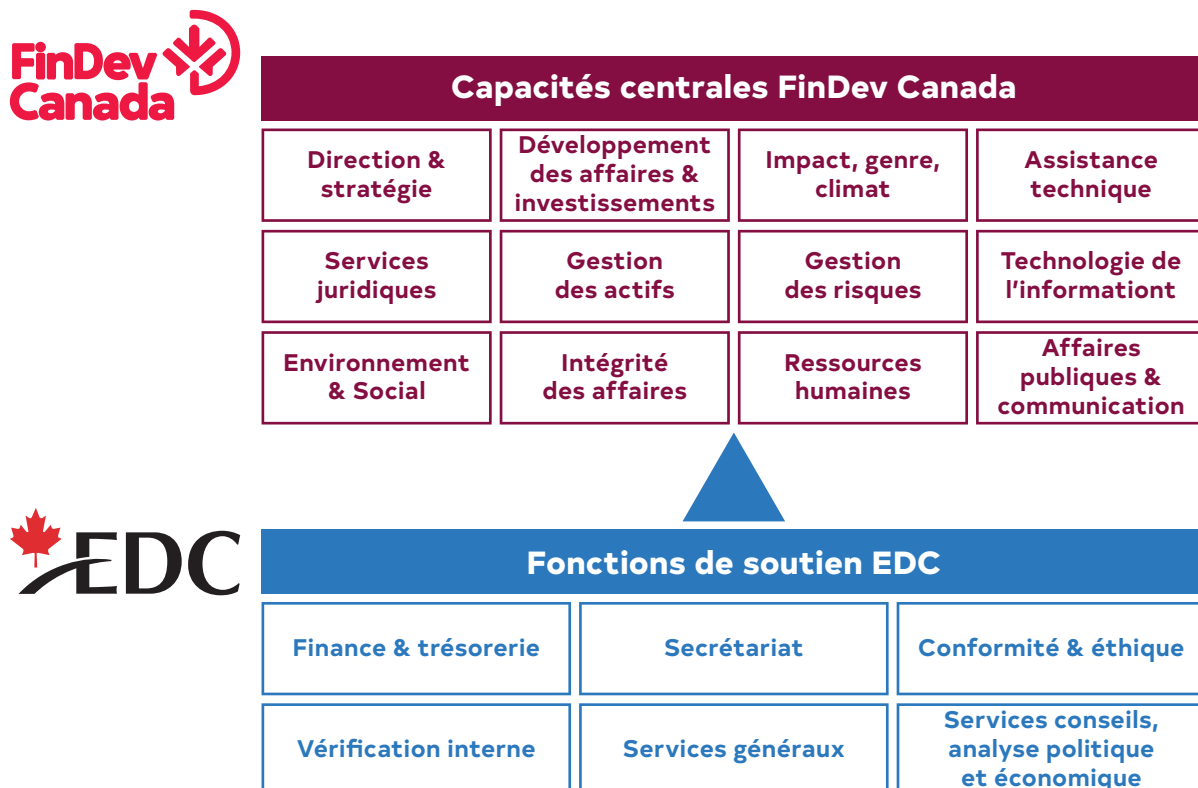 FinDev
Canada
Capacités centrales FinDev Canada
Direction &
stratégie
Développement
des affaires &
investissements
Impact, genre,
climat
Assistance
technique
Services
juridiques
Gestion
des actifs
Gestion
des risques
Technologie de
l'informationt
Environnement
& Social
Intégrité
des affaires
Ressources
humaines
Affaires
publiques &
communication
EDC
Fonctions de soutien EDC
Finance & trésorerie
Secrétariat
Conformité & éthique
Vérification interne
Services généraux
Services conseils,
analyse politique
et économique